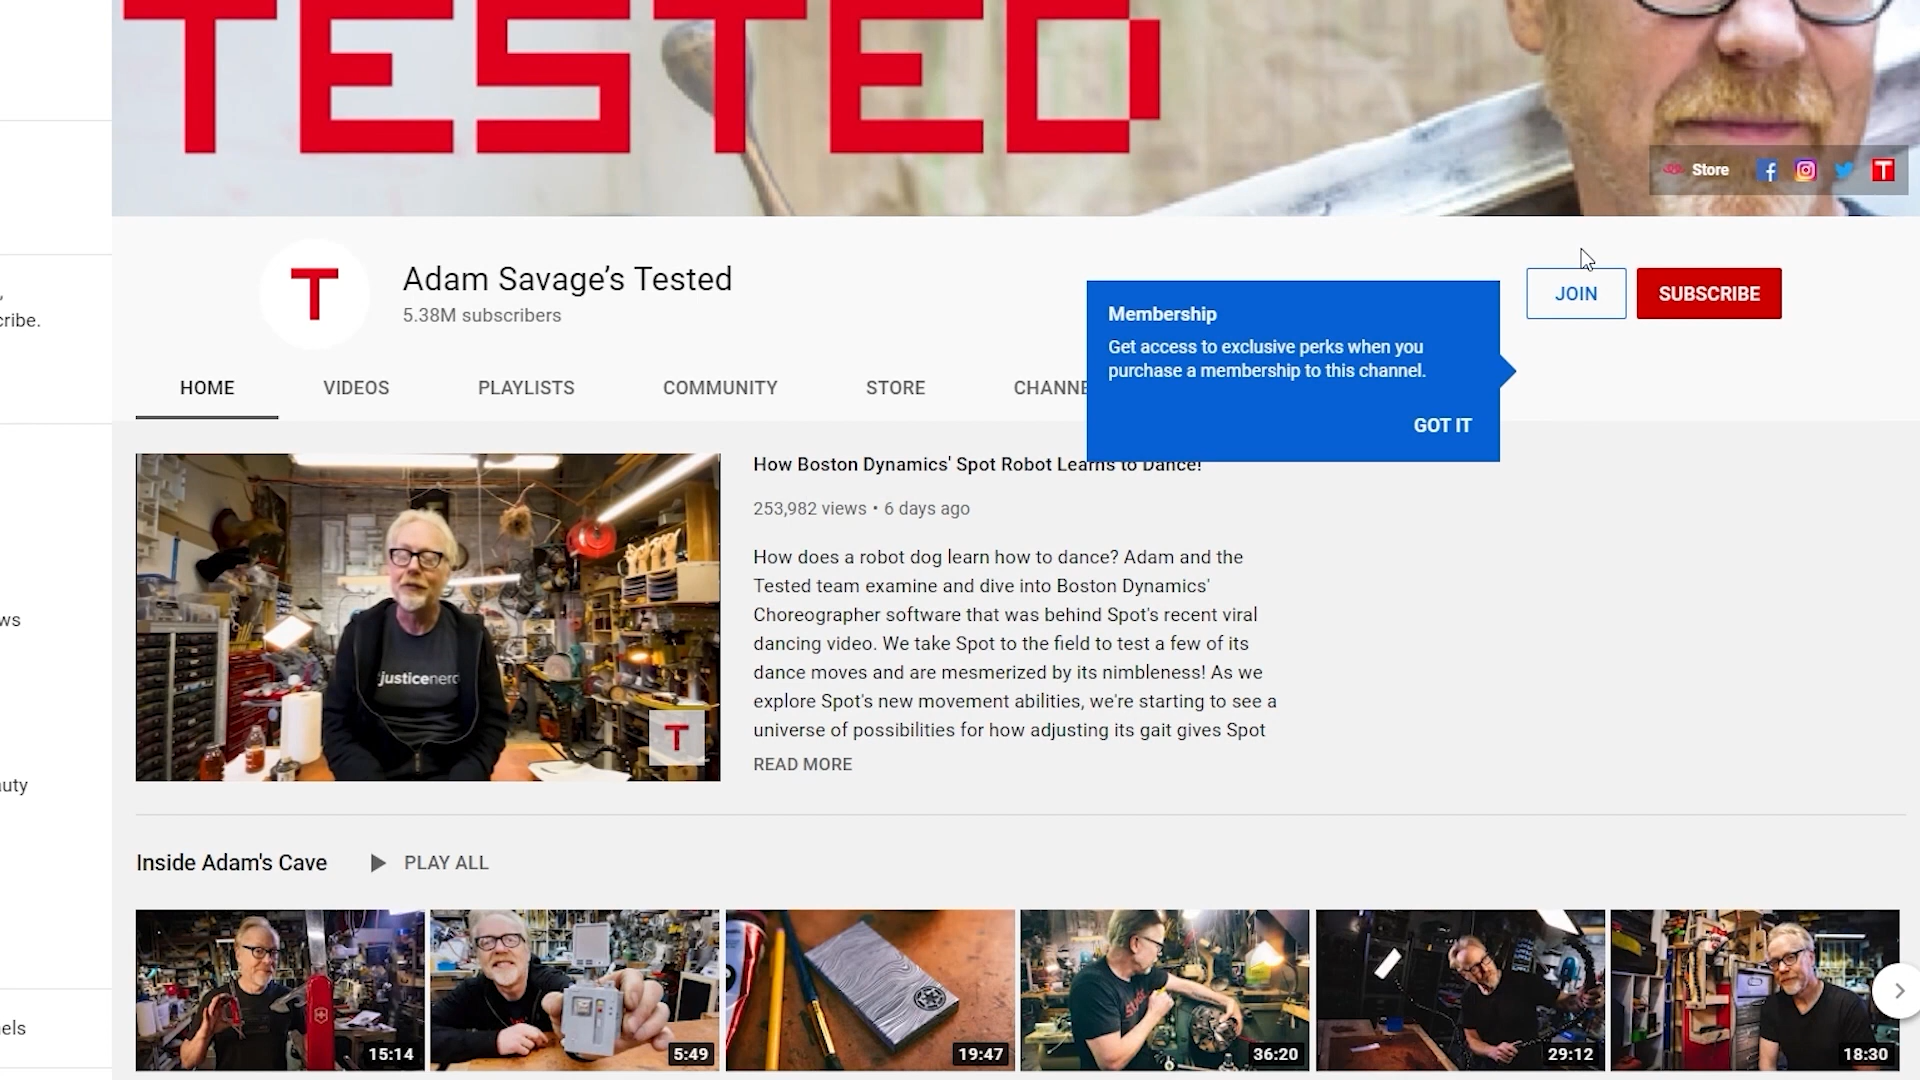 TESTED
Store
T
T
Adam Savage’s Tested
5.38M subscribers
JOIN
SUBSCRIBE
Membership
Get access to exclusive perks when you
purchase a membership to this channel.
GOT IT
cribe.
HOME
VIDEOS
PLAYLISTS
COMMUNITY
STORE
CHANNE
How Boston Dynamics' Spot Robot Learns to Dance!
253,982 views • 6 days ago
How does a robot dog learn how to dance? Adam and the
Tested team examine and dive into Boston Dynamics'
Choreographer software that was behind Spot's recent viral
dancing video. We take Spot to the field to test a few of its
dance moves and are mesmerized by its nimbleness! As we
explore Spot's new movement abilities, we're starting to see a
universe of possibilities for how adjusting its gait gives Spot
READ MORE
justicenerd
T
ws
auty
Inside Adam's Cave
PLAY ALL
els
15:14
5:49
19:47
36:20
29:12
18:30